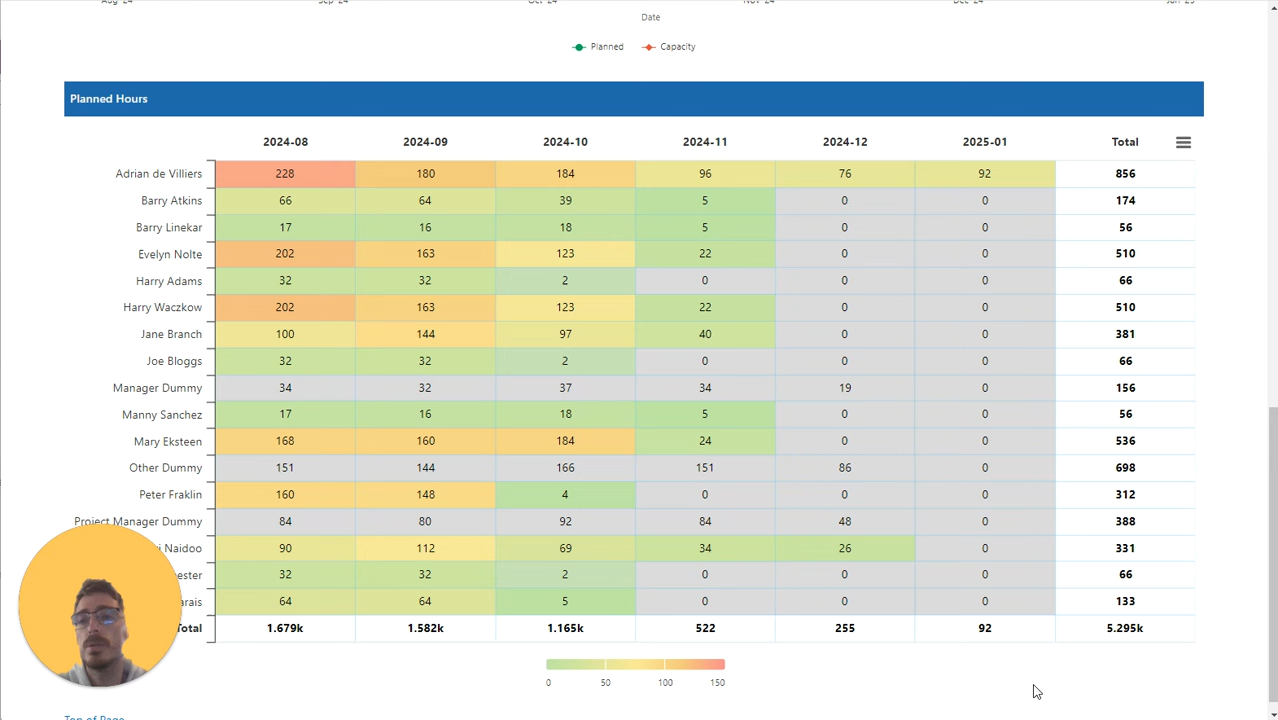 Date
Planned Capacity
Planned Hours
2024-08 2024-09 2024-10 2024-11 2024-12 2025-01 Total
Adrian de Villiers 228 180 184 96 76 92 856
Barry Atkins 66 64 39 5 0 0 174
Barry Linekar 17 16 18 5 0 0 56
Evelyn Nolte 202 163 123 22 0 0 510
Harry Adams 32 32 2 0 0 0 66
Harry Waczkow 202 163 123 22 0 0 510
Jane Branch 100 144 97 40 0 0 381
Joe Bloggs 32 32 2 0 0 0 66
Manager Dummy 34 32 37 34 19 0 156
Manny Sanchez 17 16 18 5 0 0 56
Mary Eksteen 168 160 184 24 0 0 536
Other Dummy 151 144 166 151 86 0 698
Peter Fraklin 160 148 4 0 0 0 312
Project Manager Dummy 84 80 92 84 48 0 388
Naidoo 90 112 69 34 26 0 331
32 32 2 0 0 0 66
64 64 5 0 0 0 133
Total 1.679k 1.582k 1.165k 522 255 92 5.295k
0 50 100 150
Top of Page